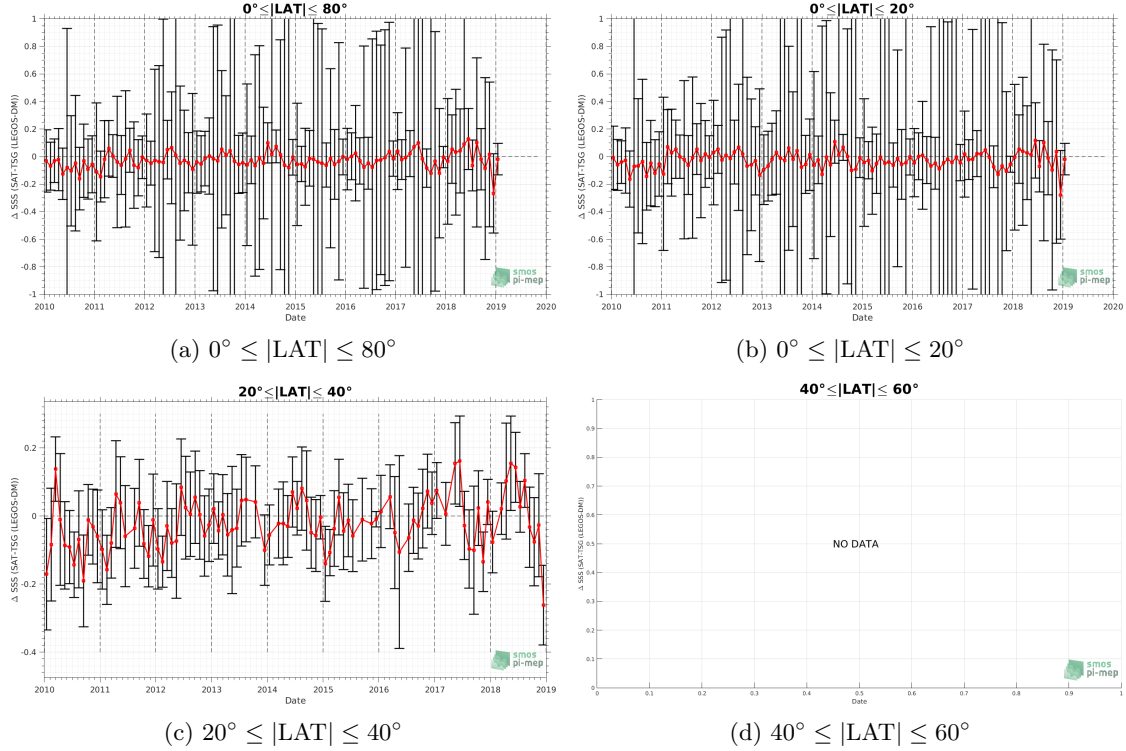 0°≤|LAT|≤ 80°
1
0.8
0.6
0.4
0.2
0
-0.2
-0.4
-0.6
-0.8
-1
Δ SSS (SAT-TSG (LEGOS-DMI))
2010 2011 2012 2013 2014 2015 2016 2017 2018 2019 2020
Date
smos
pi-mep
(a) 0° ≤ |LAT| ≤ 80°
0°≤|LAT|≤ 20°
1
0.8
0.6
0.4
0.2
0
-0.2
-0.4
-0.6
-0.8
-1
Δ SSS (SAT-TSG (LEGOS-DMI))
2010 2011 2012 2013 2014 2015 2016 2017 2018 2019 2020
Date
smos
pi-mep
(b) 0° ≤ |LAT| ≤ 20°
20°≤|LAT|≤ 40°
0.2
0
-0.2
-0.4
Δ SSS (SAT-TSG (LEGOS-DMI))
2010 2011 2012 2013 2014 2015 2016 2017 2018 2019
Date
smos
pi-mep
(c) 20° ≤ |LAT| ≤ 40°
40°≤|LAT|≤ 60°
1
0.9
0.8
0.7
0.6
0.5
0.4
0.3
0.2
0.1
0
Δ SSS (SAT-TSG (LEGOS-DMI))
NO DATA
0 0.1 0.2 0.3 0.4 0.5 0.6 0.7 0.8 0.9 1
Date
smos
pi-mep
(d) 40° ≤ |LAT| ≤ 60°